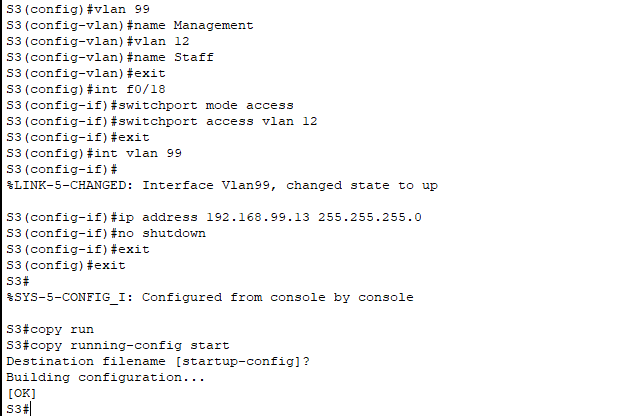 S3(config)#vlan 99
S3(config-vlan)#name Management
S3(config-vlan)#vlan 12
S3(config-vlan)#name Staff
S3(config-vlan)#exit
S3(config)#int f0/18
S3(config-if)#switchport mode access
S3(config-if)#switchport access vlan 12
S3(config-if)#exit
S3(config)#int vlan 99
S3(config-if)#
%LINK-5-CHANGED: Interface Vlan99, changed state to up
S3(config-if)#ip address 192.168.99.13 255.255.255.0
S3(config-if)#no shutdown
S3(config-if)#exit
S3(config)#exit
S3#
%SYS-5-CONFIG_I: Configured from console by console
S3#copy run
S3#copy running-config start
Destination filename [startup-config]?
Building configuration...
[OK]
S3#